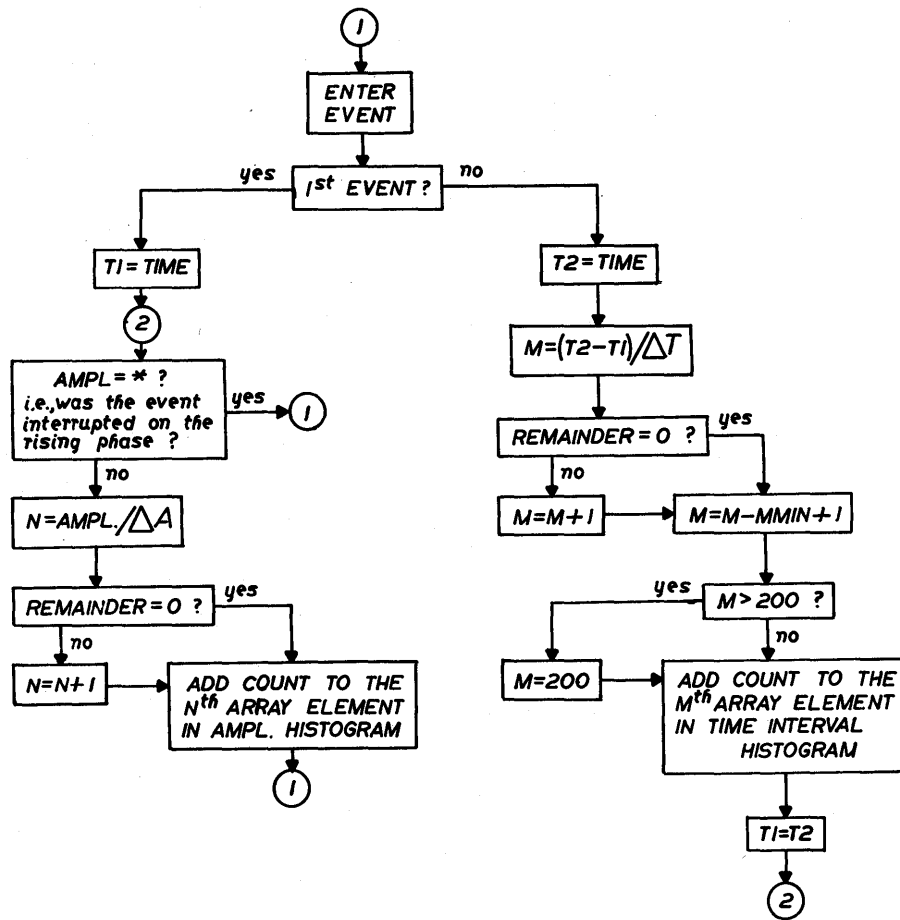 1
ENTER
EVENT
1st EVENT ?
yes
no
T1=TIME
2
AMPL=* ?
i.e., was the event
interrupted on the
rising phase ?
yes
1
no
N=AMPL./ΔA
REMAINDER=0 ?
yes
no
N=N+1
ADD COUNT TO THE
Nth ARRAY ELEMENT
IN AMPL. HISTOGRAM
1
T2=TIME
M=(T2-T1)/ΔT
REMAINDER=0 ?
yes
no
M=M+1
M=M-MMIN+1
M>200 ?
yes
no
M=200
ADD COUNT TO THE
Mth ARRAY ELEMENT
IN TIME INTERVAL
HISTOGRAM
T1=T2
2